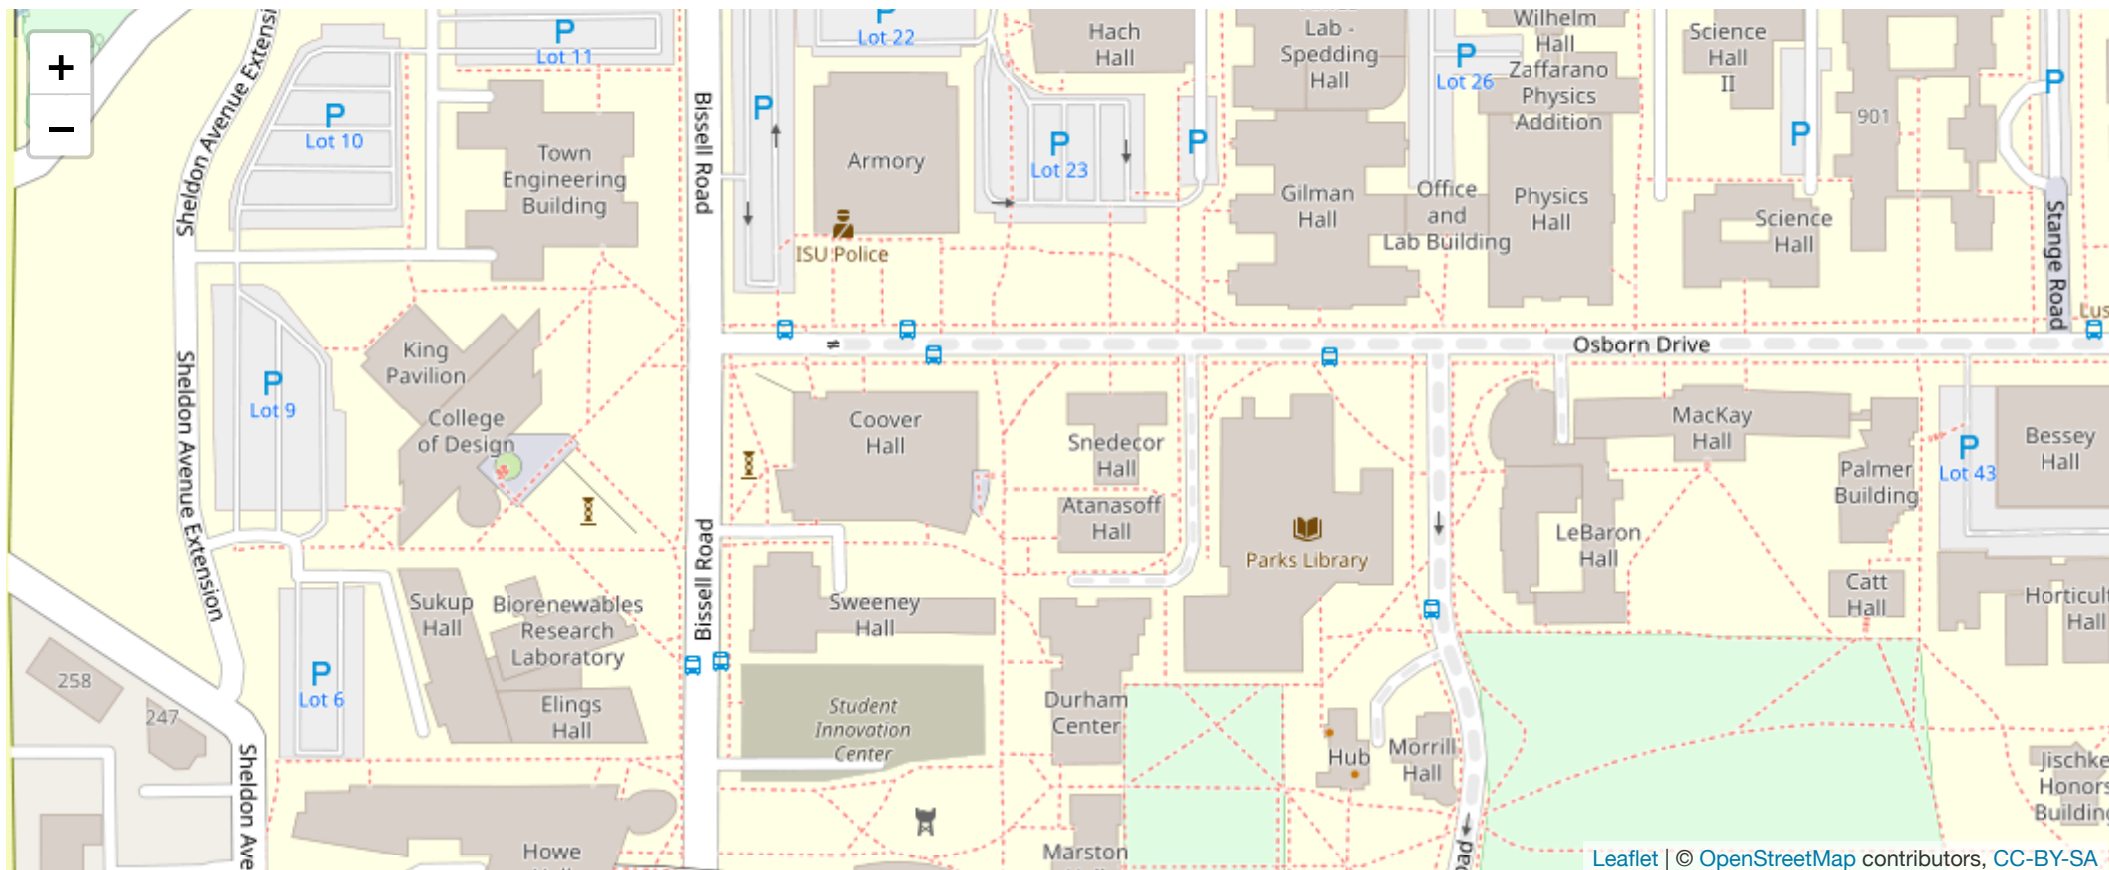 +
−
Sheldon Avenue Extensi
P
Lot 11
P
Lot 10
Town
Engineering
Building
Bissell Road
P
P
Lot 22
Armory
ISU Police
Hach
Hall
P
Lot 23
P
Lab -
Spedding
Hall
Gilman
Hall
P
Lot 26
Wilhelm
Hall
Zaffarano
Physics
Addition
Office
and
Lab Building
Physics
Hall
Science
Hall
II
P
901
Science
Hall
P
Stange Road
Lus
Osborn Drive
King
Pavilion
College
of Design
P
Lot 9
Sheldon Avenue Extension
Coover
Hall
Snedecor
Hall
Atanasoff
Hall
Parks Library
MacKay
Hall
LeBaron
Hall
Palmer
Building
P
Lot 43
Bessey
Hall
Catt
Hall
Horticult
Hall
Bissell Road
Sukup
Hall
Biorenewables
Research
Laboratory
Elings
Hall
P
Lot 6
258
247
Sheldon Ave
Sweeney
Hall
Student
Innovation
Center
Durham
Center
Hub
Morrill
Hall
Jischke
Honors
Building
Howe
Marston
Leaflet | © OpenStreetMap contributors, CC-BY-SA